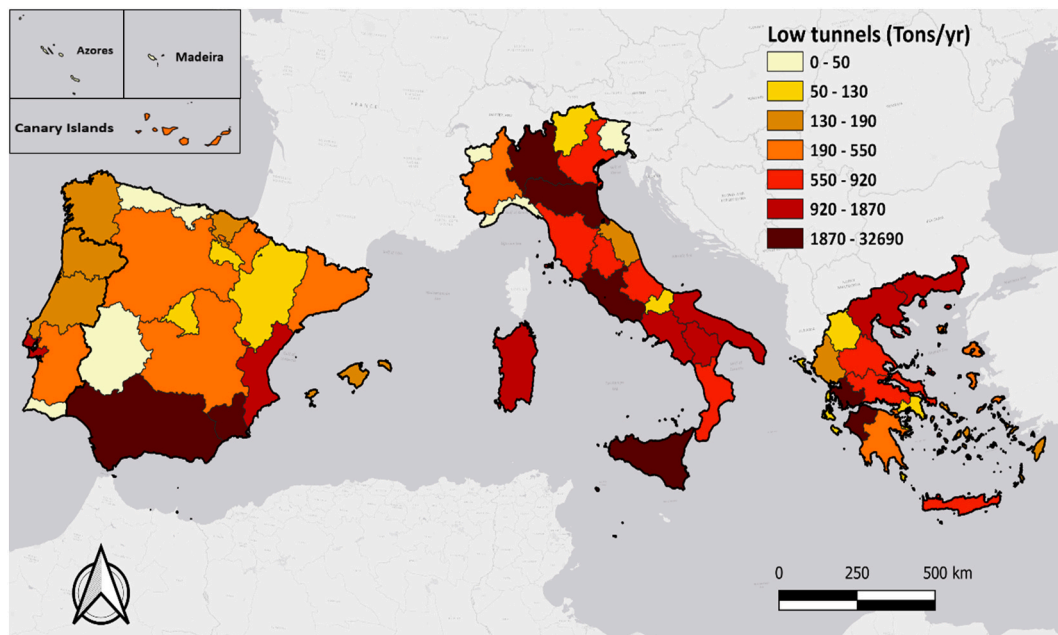 Azores
Madeira
Canary Islands
Low tunnels (Tons/yr)
0 - 50
50 - 130
130 - 190
190 - 550
550 - 920
920 - 1870
1870 - 32690
0 250 500 km